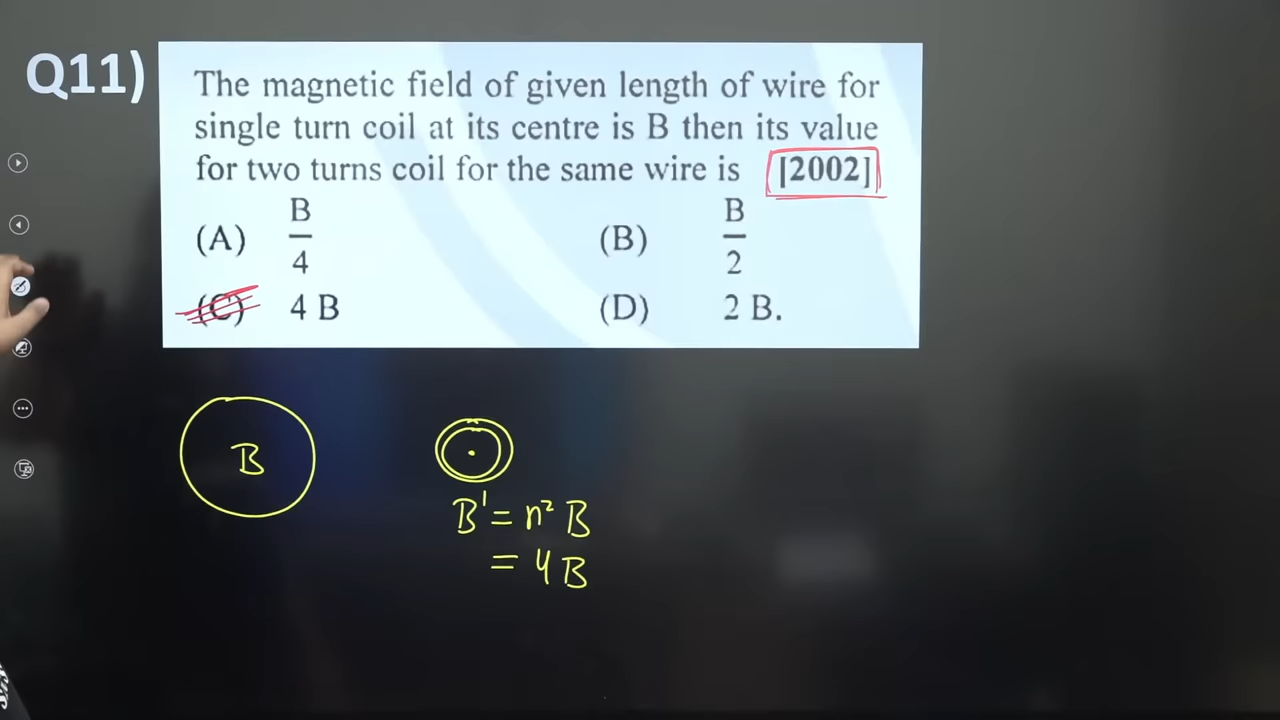 Q11)
The magnetic field of given length of wire for
single turn coil at its centre is B then its value
for two turns coil for the same wire is [2002]
(A) B/4 (B) B/2
(C) 4 B (D) 2 B.
B
B' = n² B
= 4B